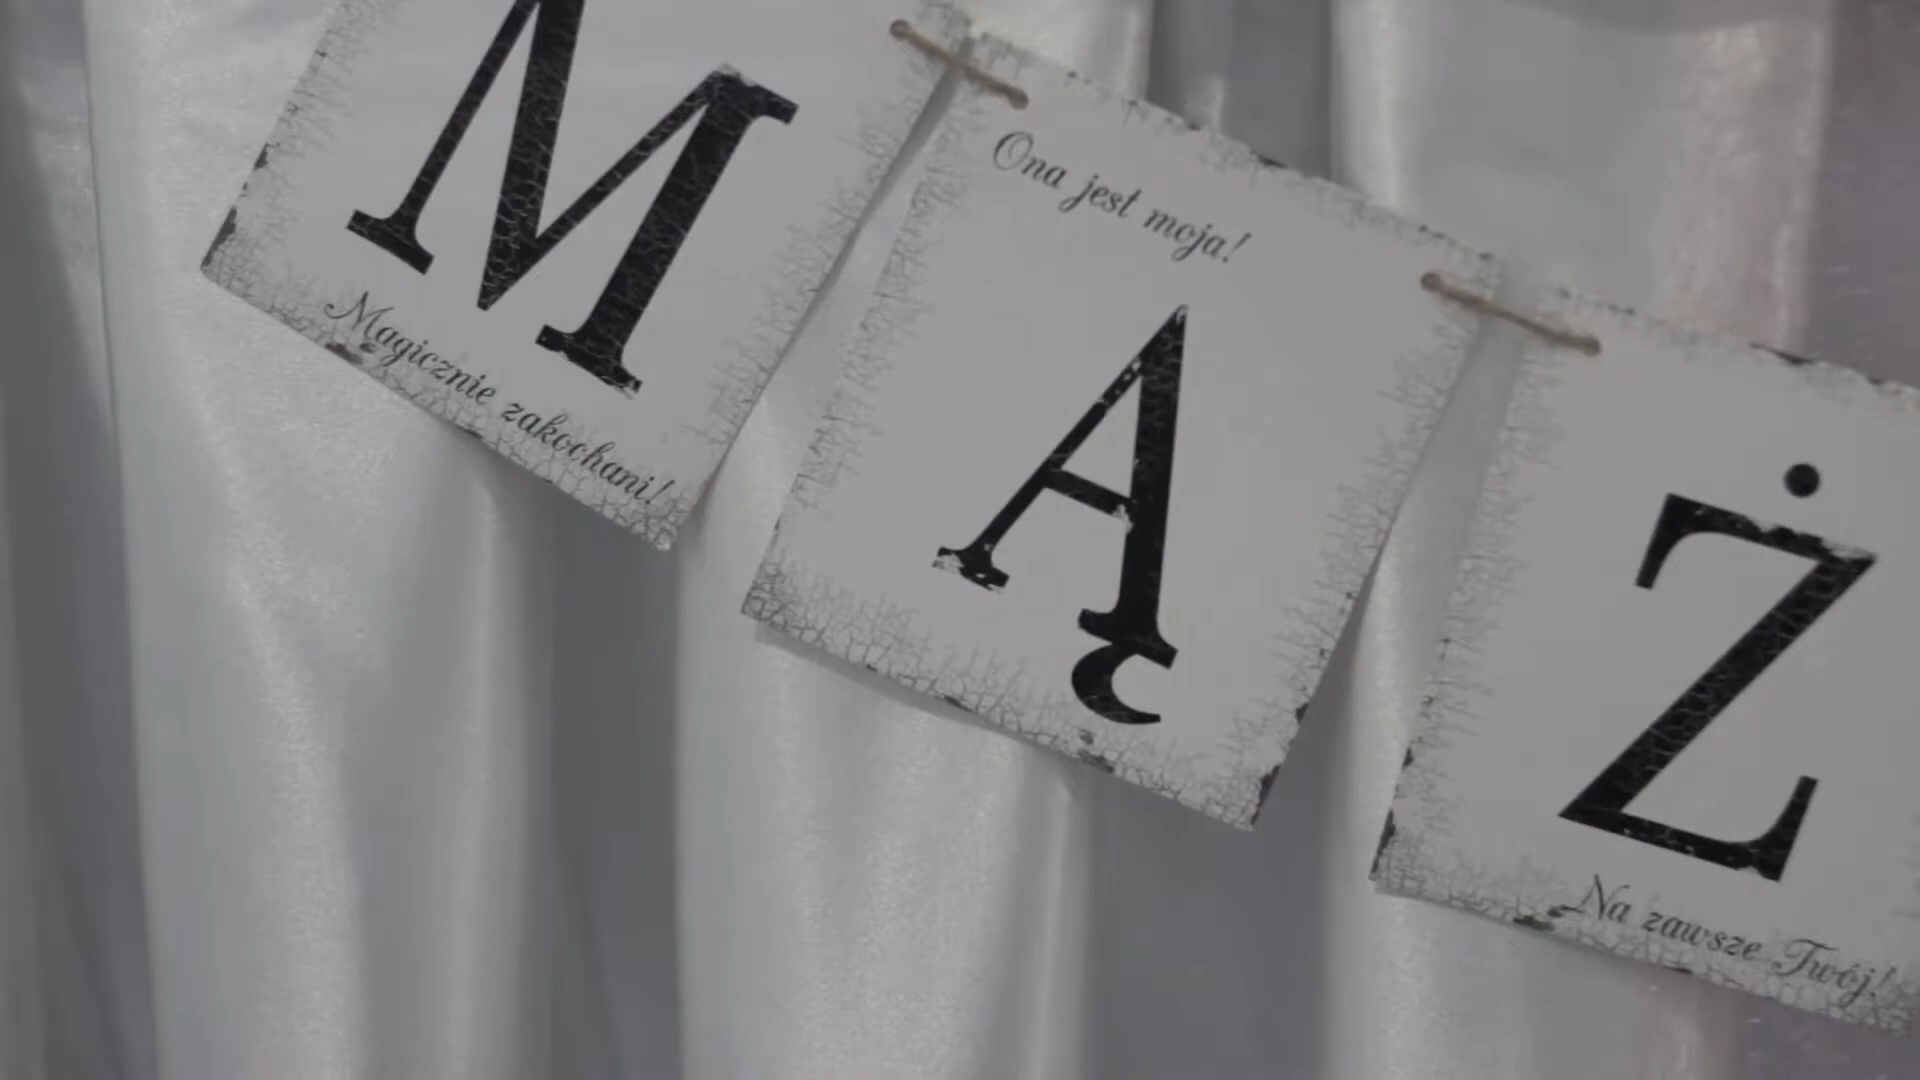 M
Magicznie zakochani!
Ona jest moja!
Ą
Ż
Na zawsze Twój!